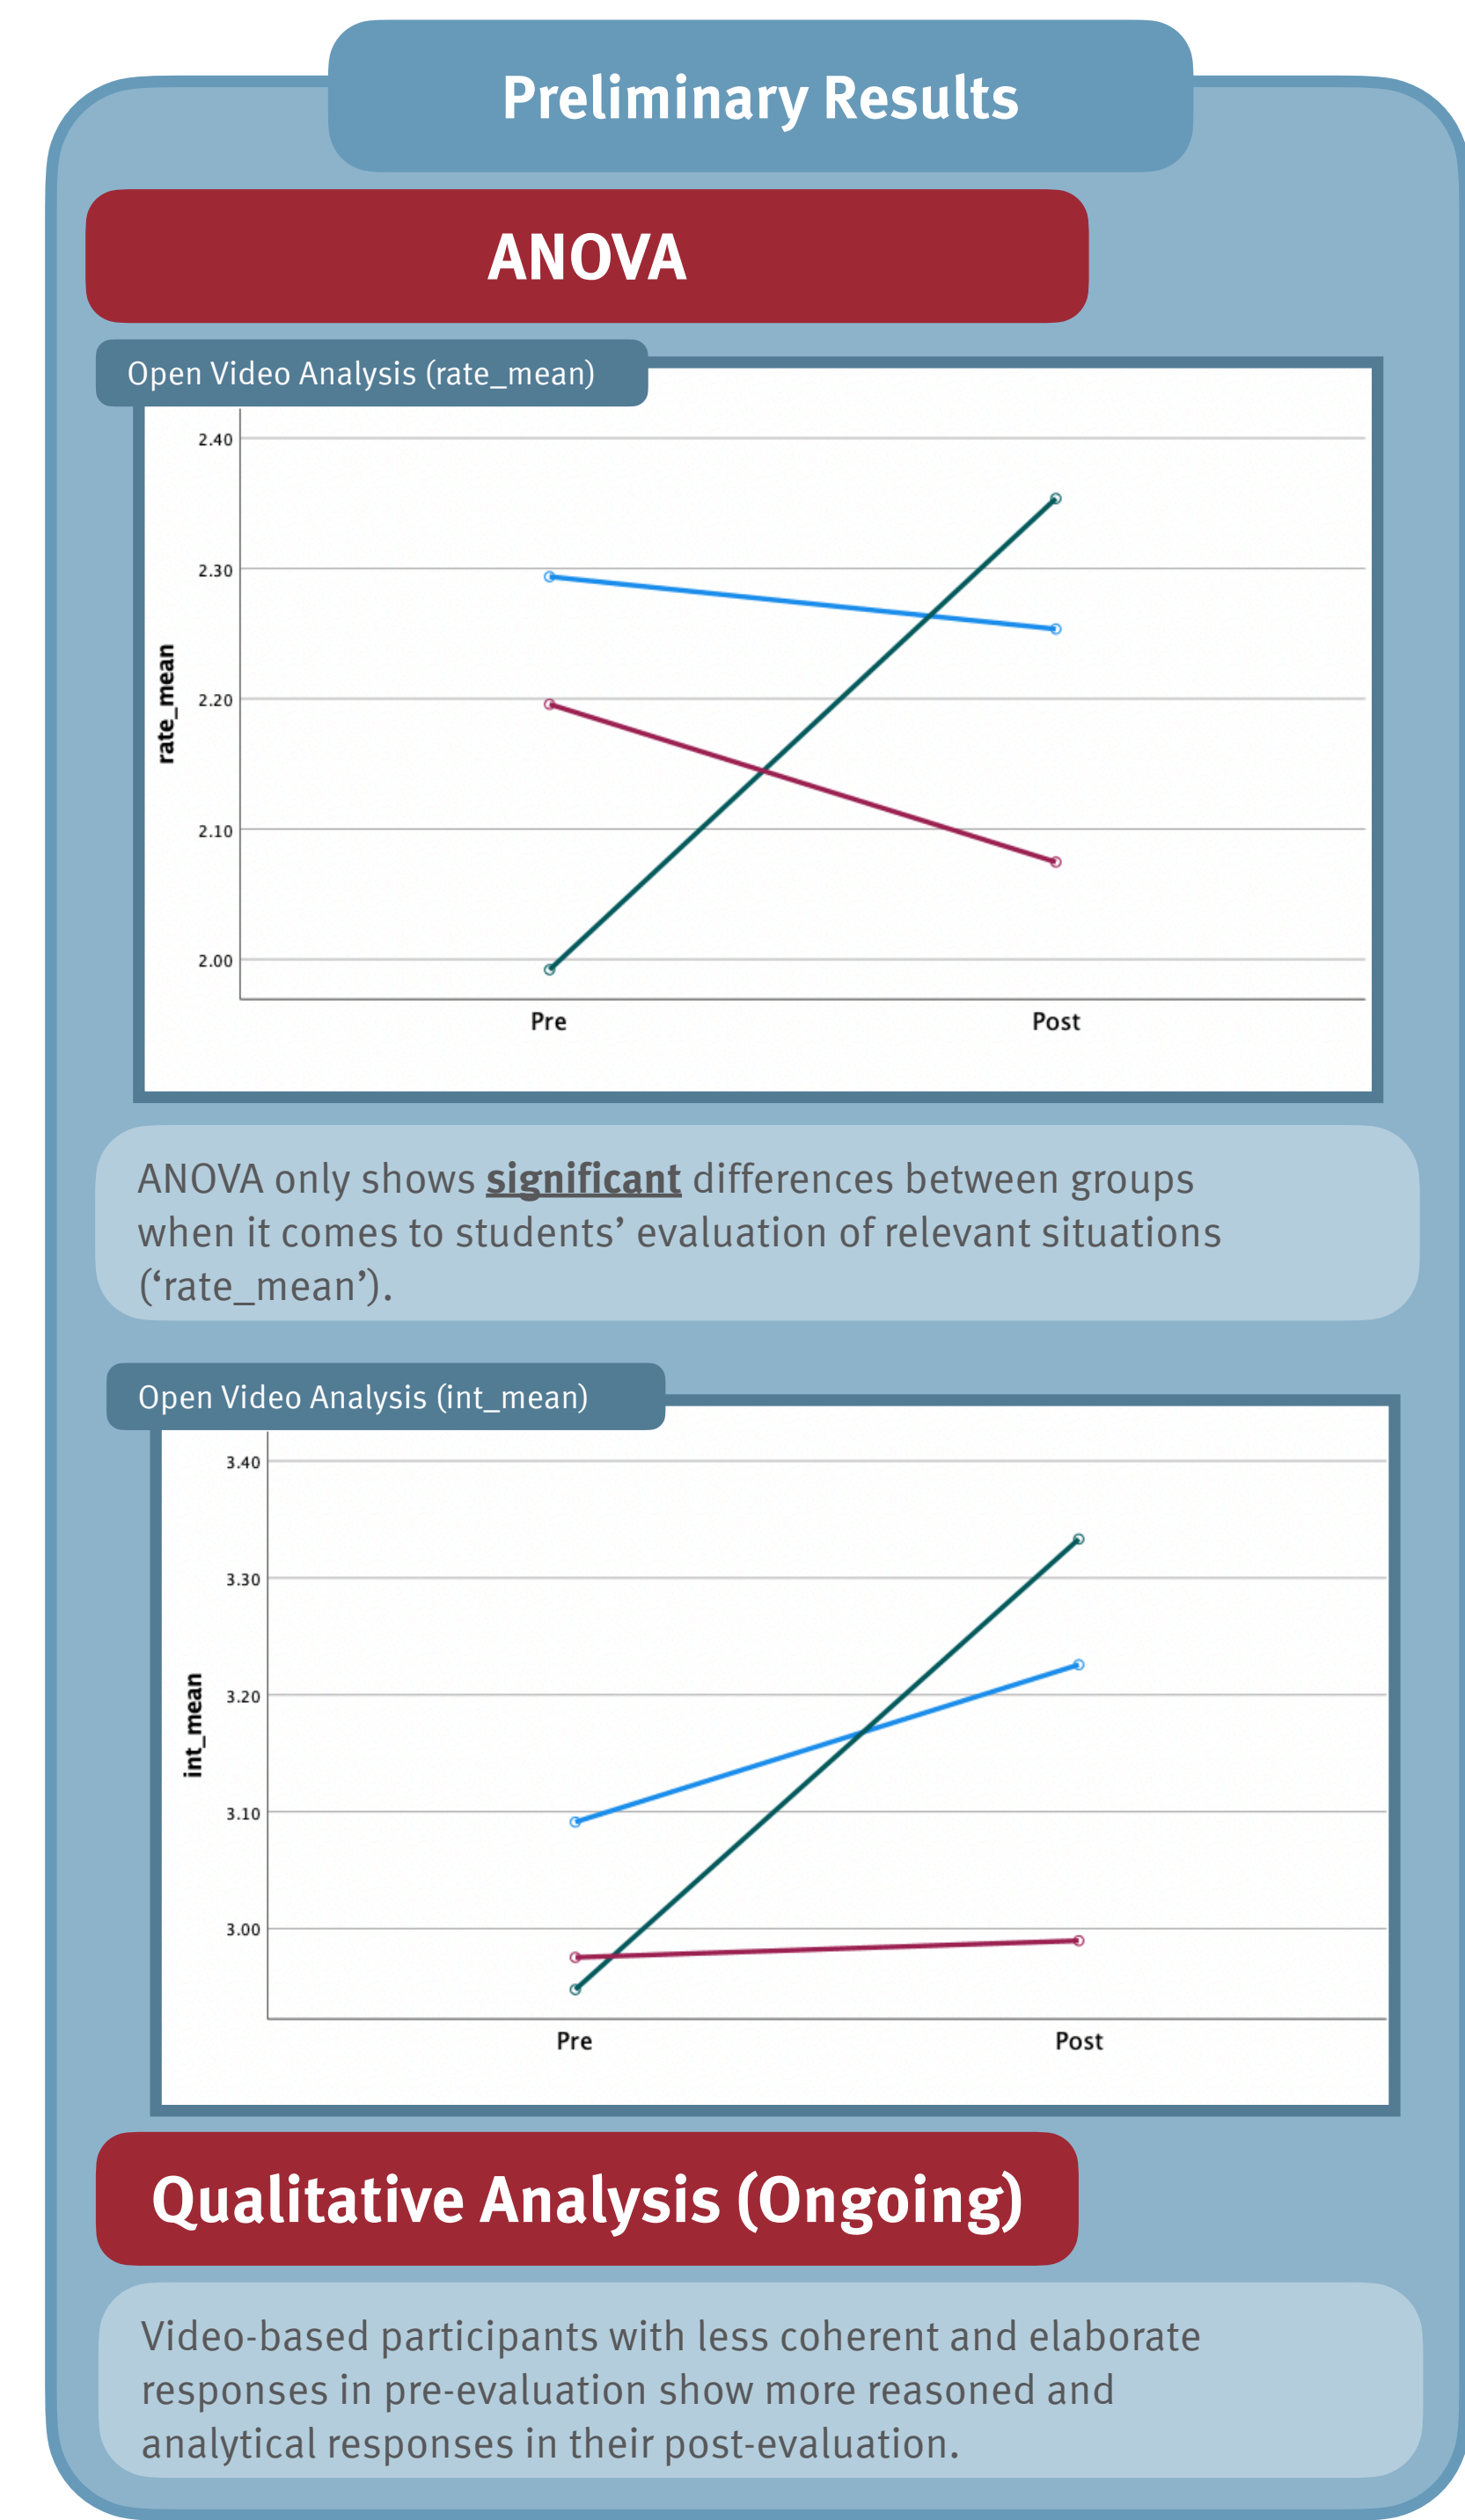 Preliminary Results
ANOVA
Open Video Analysis (rate_mean)
2.40
2.30
2.20
2.10
2.00
rate_mean
Pre
Post
ANOVA only shows significant differences between groups
when it comes to students’ evaluation of relevant situations
(‘rate_mean’).
Open Video Analysis (int_mean)
3.40
3.30
3.20
3.10
3.00
int_mean
Pre
Post
Qualitative Analysis (Ongoing)
Video-based participants with less coherent and elaborate
responses in pre-evaluation show more reasoned and
analytical responses in their post-evaluation.